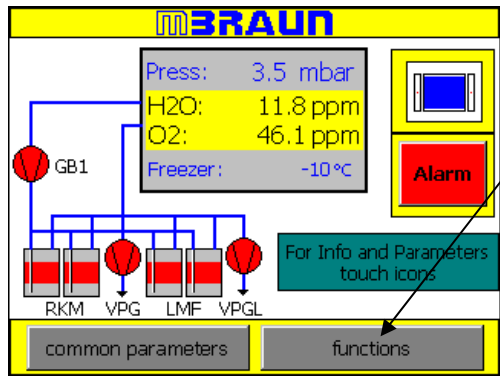 MBRAUN
Press: 3.5 mbar
H2O: 11.8 ppm
O2: 46.1 ppm
Freezer: -10 °C
GB1
Alarm
For Info and Parameters
touch icons
RKM VPG LMF VPGL
common parameters functions